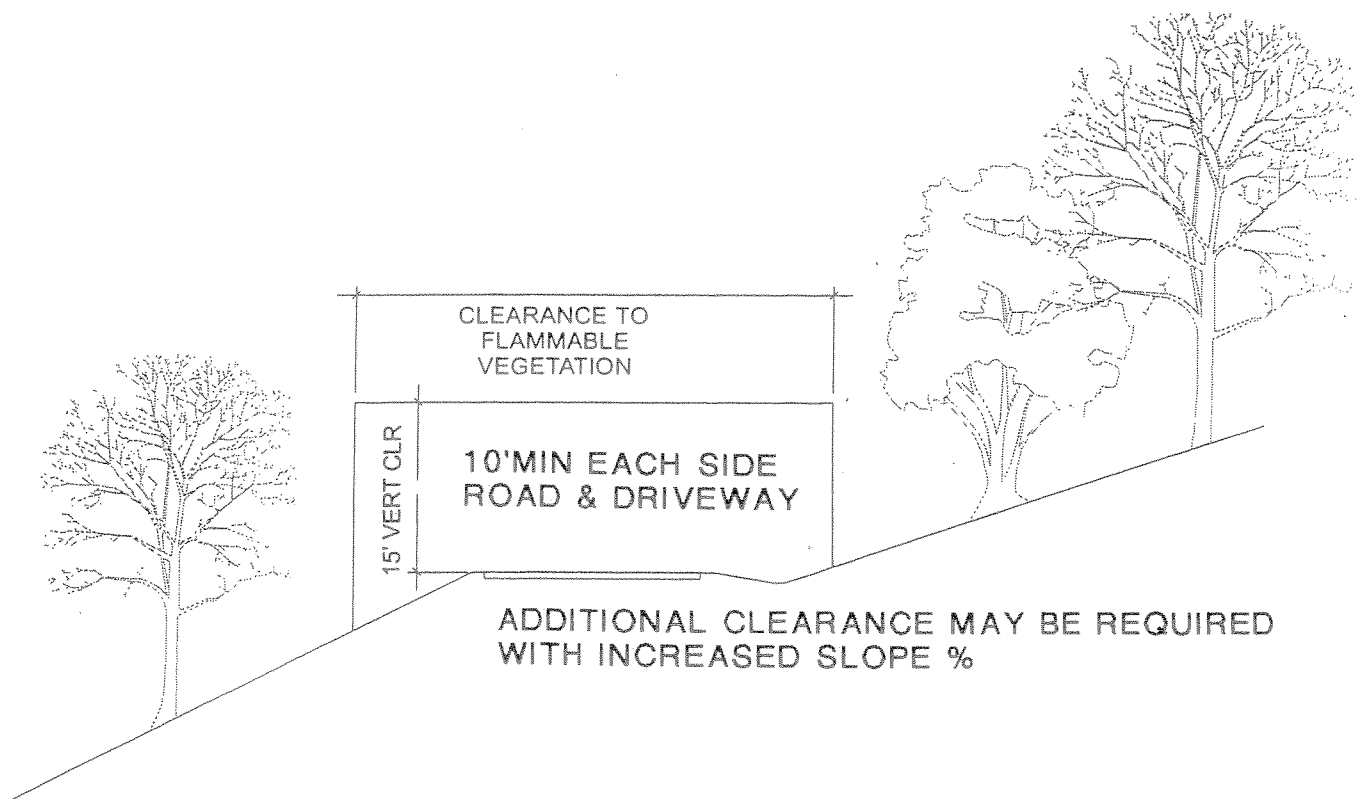 CLEARANCE TO
FLAMMABLE
VEGETATION
15' VERT CLR
10'MIN EACH SIDE
ROAD & DRIVEWAY
ADDITIONAL CLEARANCE MAY BE REQUIRED
WITH INCREASED SLOPE %